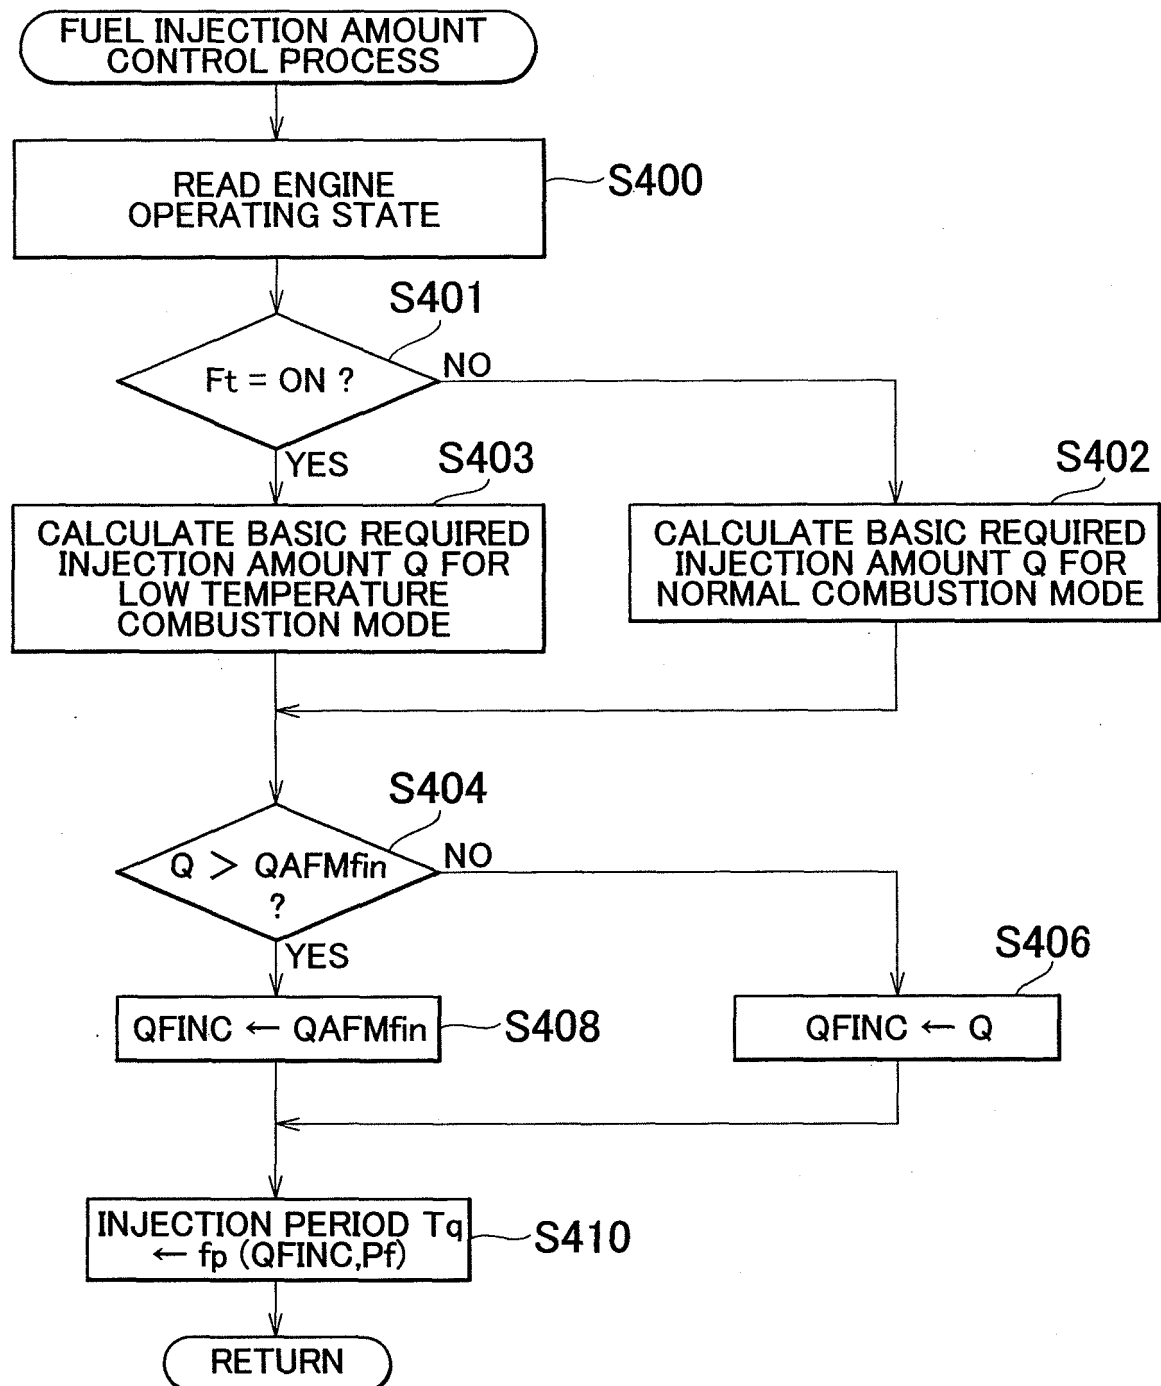 FUEL INJECTION AMOUNT
CONTROL PROCESS
READ ENGINE
OPERATING STATE
S400
S401
Ft = ON ?
NO
YES
S403
CALCULATE BASIC REQUIRED
INJECTION AMOUNT Q FOR
LOW TEMPERATURE
COMBUSTION MODE
S402
CALCULATE BASIC REQUIRED
INJECTION AMOUNT Q FOR
NORMAL COMBUSTION MODE
S404
Q > QAFMfin
?
NO
YES
QFINC ← QAFMfin
S408
S406
QFINC ← Q
INJECTION PERIOD Tq
← fp (QFINC,Pf)
S410
RETURN